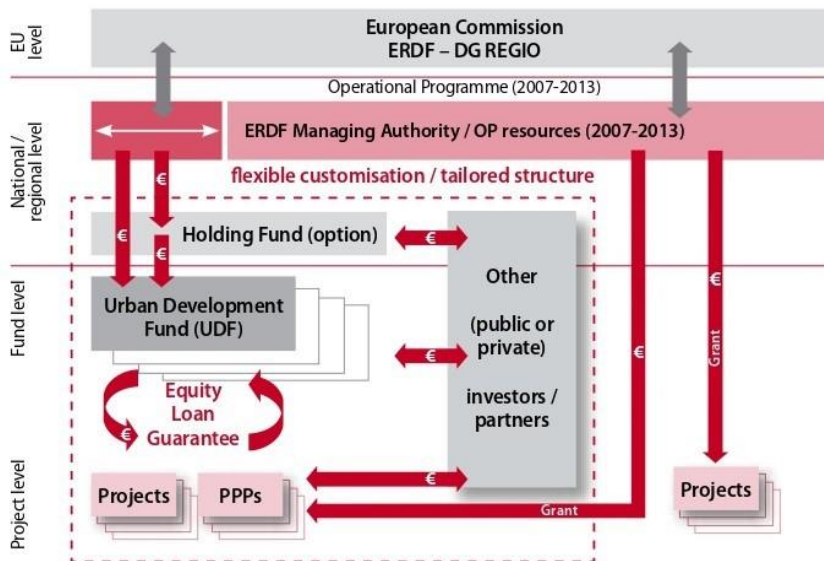 EU
level
European Commission
ERDF – DG REGIO
Operational Programme (2007-2013)
National/
regional level
ERDF Managing Authority / OP resources (2007-2013)
flexible customisation / tailored structure
€
€
Holding Fund (option)
€
€
Other
(public or
private)
investors /
partners
Fund level
Urban Development
Fund (UDF)
€
€
€
Grant
Equity
Loan
Guarantee
€
Project level
€
Projects
PPPs
Grant
Projects